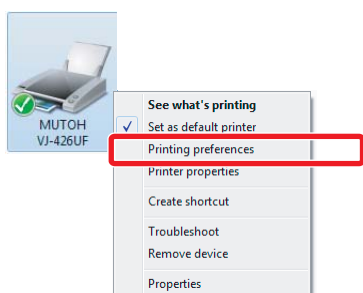 MUTOH
VJ-426UF
See what's printing
Set as default printer
Printing preferences
Printer properties
Create shortcut
Troubleshoot
Remove device
Properties